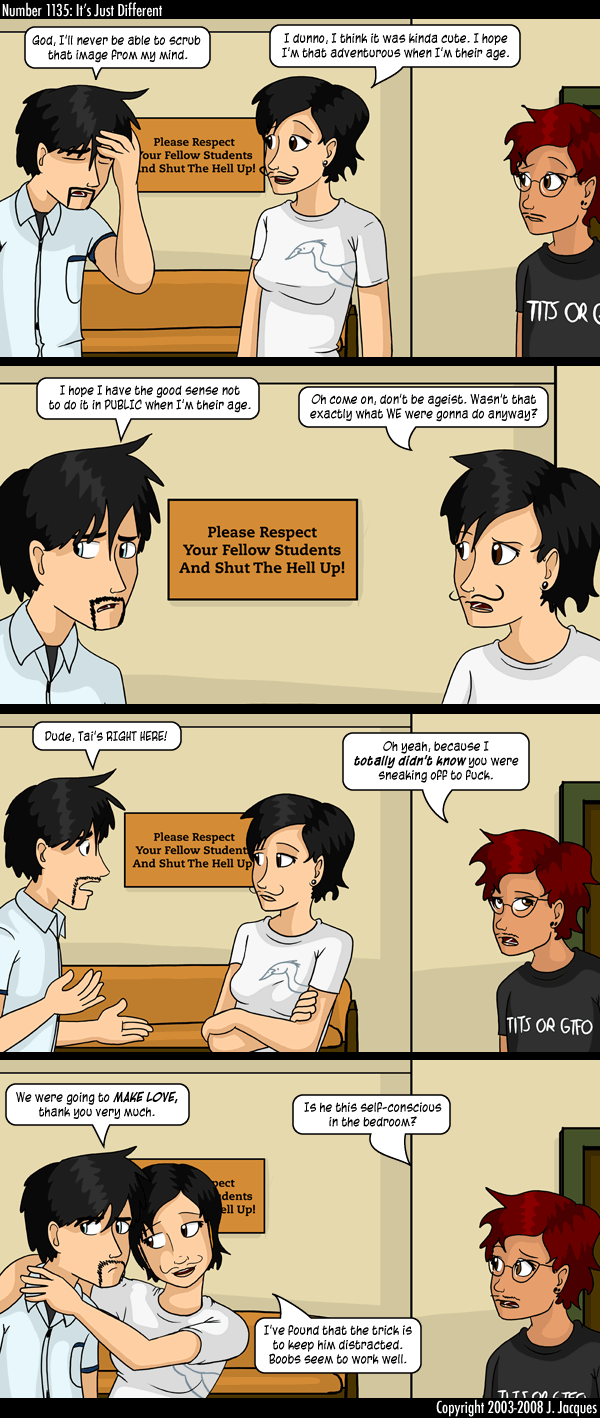 Number 1135: It's Just Different
God, I'll never be able to scrub
that image from my mind.
I dunno, I think it was kinda cute. I hope
I'm that adventurous when I'm their age.
Please Respect
Your Fellow Students
And Shut The Hell Up!
TITS OR G
I hope I have the good sense not
to do it in PUBLIC when I'm their age.
Oh come on, don't be ageist. Wasn't that
exactly what WE were gonna do anyway?
Please Respect
Your Fellow Students
And Shut The Hell Up!
Dude, Tai's RIGHT HERE!
Oh yeah, because I
totally didn't know you were
sneaking off to fuck.
Please Respect
Your Fellow Student
And Shut The Hell Up
TITS OR GTFO
We were going to MAKE LOVE,
thank you very much.
Is he this self-conscious
in the bedroom?
pect
udents
ell Up!
I've found that the trick is
to keep him distracted.
Boobs seem to work well.
TITS OR GTFO
Copyright 2003-2008 J. Jacques